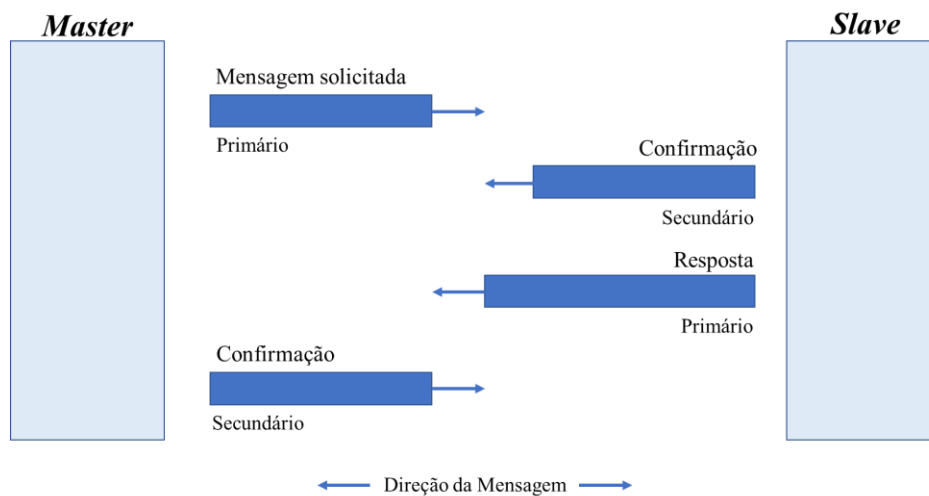 Master
Slave
Mensagem solicitada
Primário
Confirmação
Secundário
Resposta
Primário
Confirmação
Secundário
Direção da Mensagem